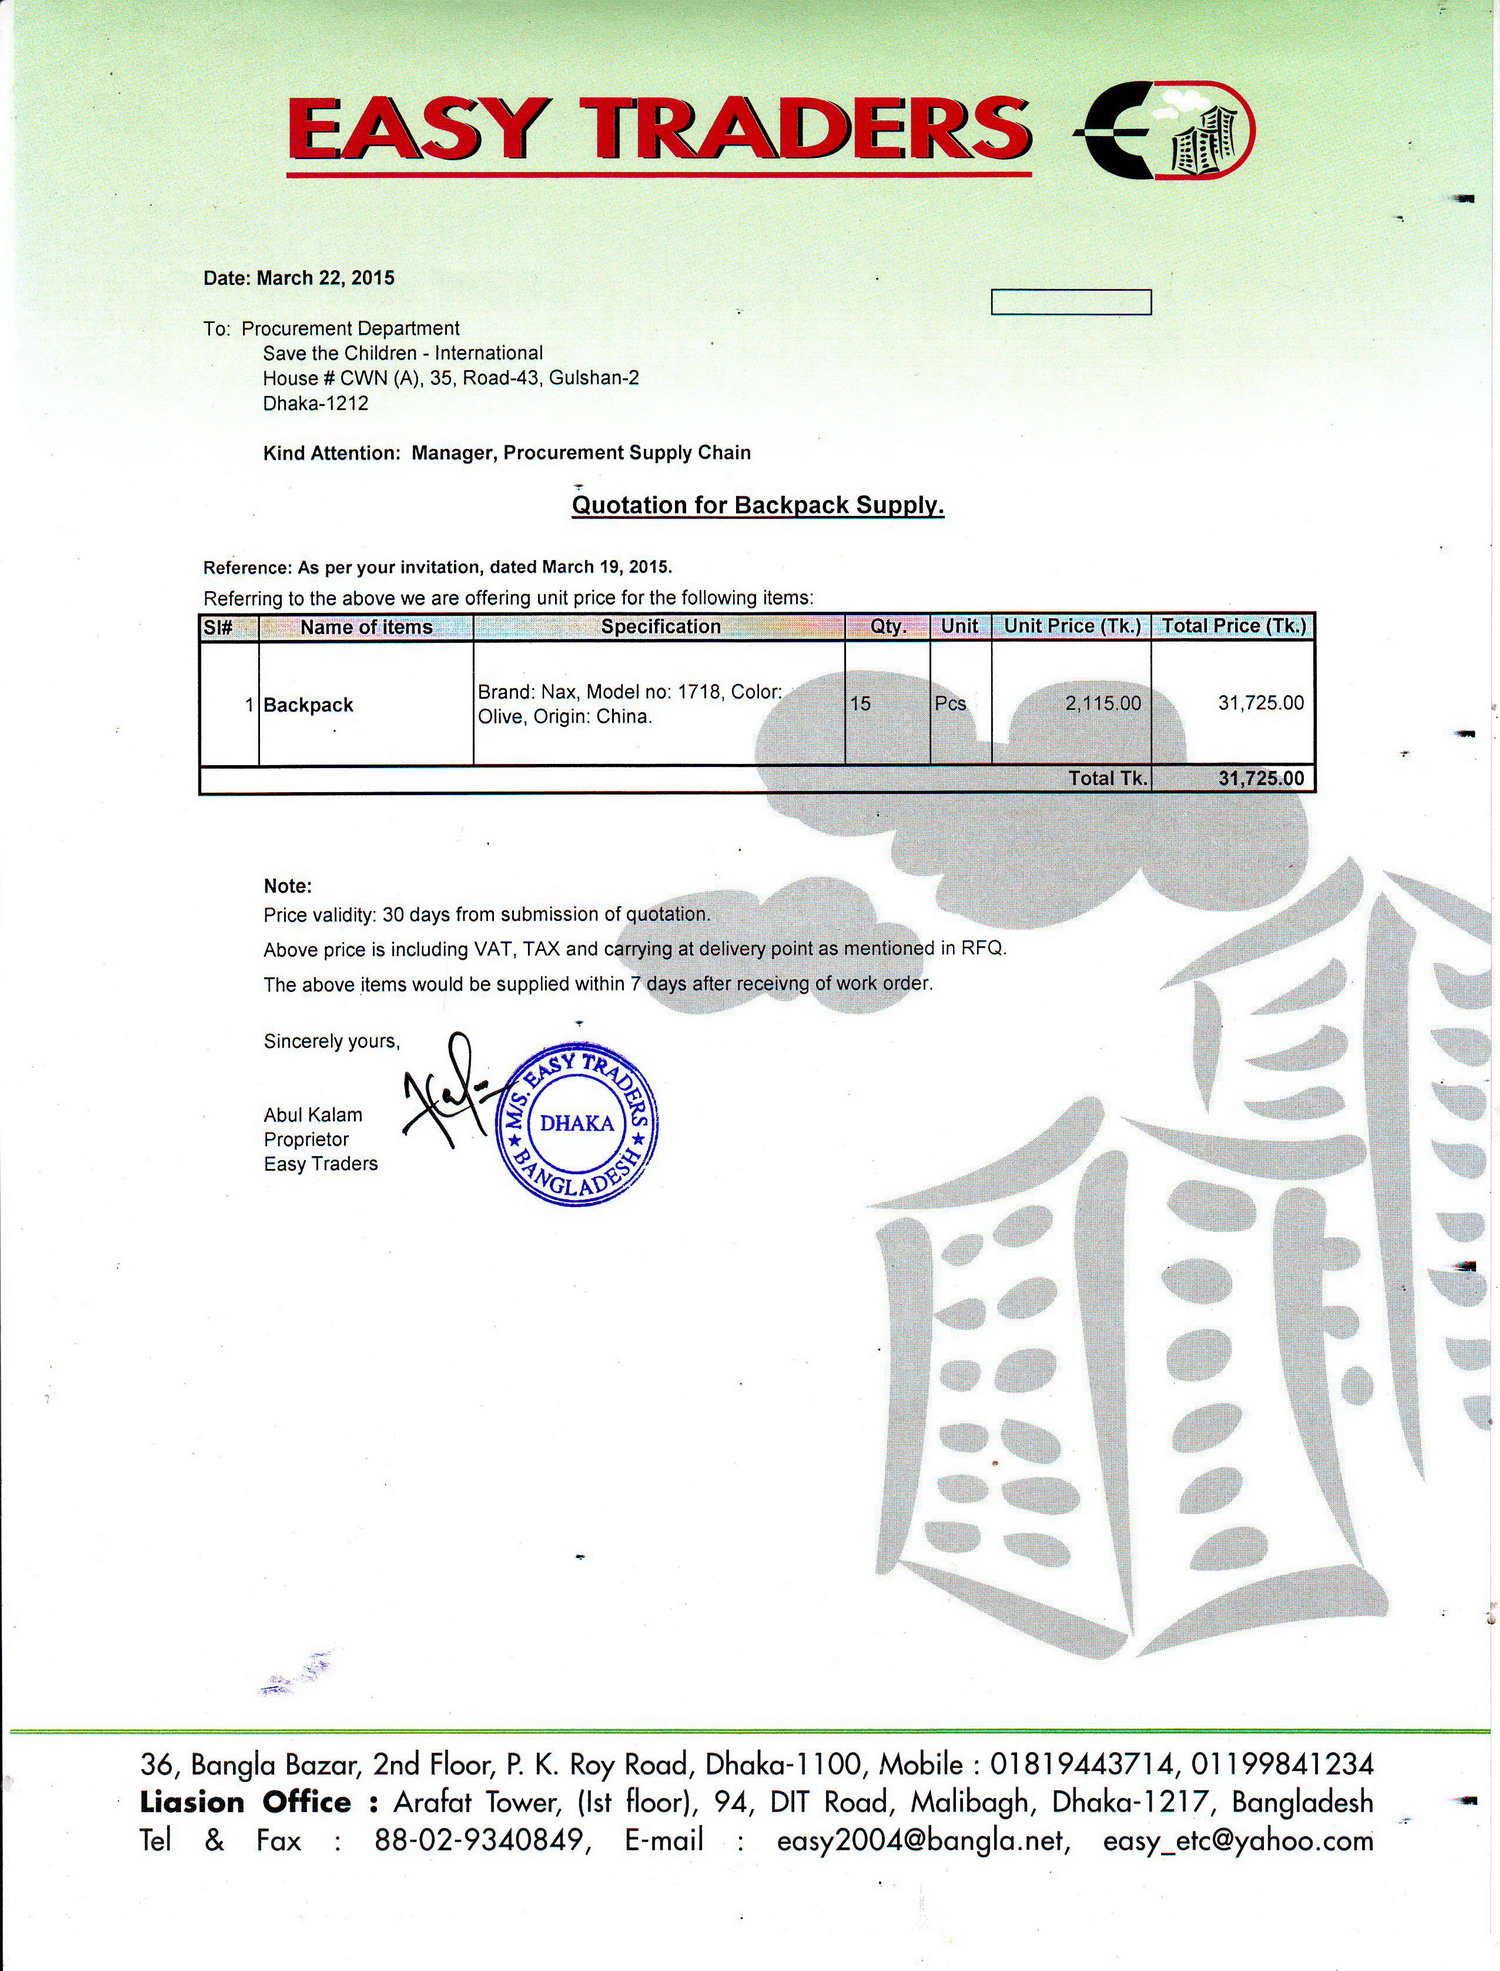 EASY TRADERS
Date: March 22, 2015
To: Procurement Department
Save the Children - International
House # CWN (A), 35, Road-43, Gulshan-2
Dhaka-1212
Kind Attention: Manager, Procurement Supply Chain
Quotation for Backpack Supply.
Reference: As per your invitation, dated March 19, 2015.
Referring to the above we are offering unit price for the following items:
Sl# Name of items Specification Qty. Unit Unit Price (Tk.) Total Price (Tk.)
1 Backpack Brand: Nax, Model no: 1718, Color: 15 Pcs 2,115.00 31,725.00
Olive, Origin: China.
Total Tk. 31,725.00
Note:
Price validity: 30 days from submission of quotation.
Above price is including VAT, TAX and carrying at delivery point as mentioned in RFQ.
The above items would be supplied within 7 days after receivng of work order.
Sincerely yours,
Abul Kalam
Proprietor
Easy Traders
M/S. EASY TRADERS
DHAKA
★ BANGLADESH ★
36, Bangla Bazar, 2nd Floor, P. K. Roy Road, Dhaka-1100, Mobile : 01819443714, 01199841234
Liasion Office : Arafat Tower, (Ist floor), 94, DIT Road, Malibagh, Dhaka-1217, Bangladesh
Tel & Fax : 88-02-9340849, E-mail : easy2004@bangla.net, easy_etc@yahoo.com